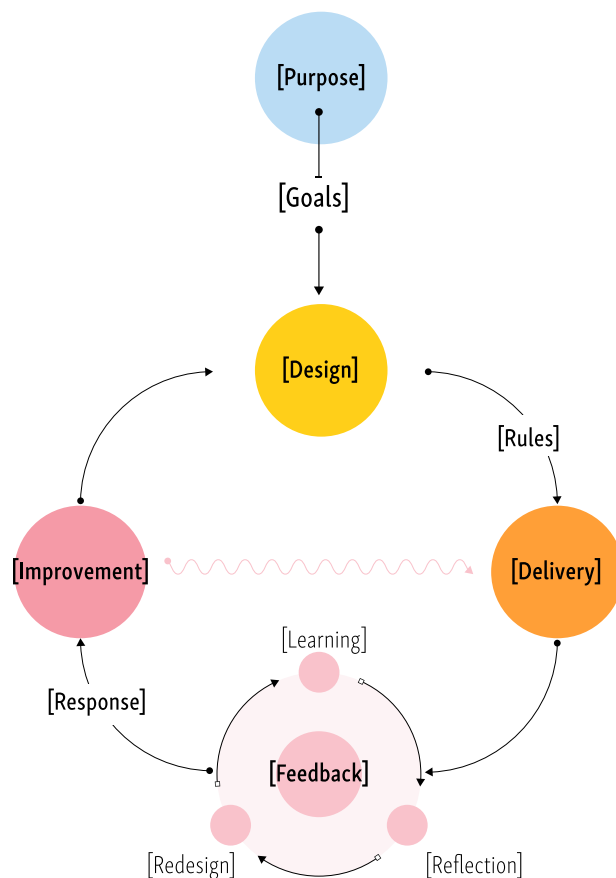 [Purpose]
[Goals]
[Design]
[Rules]
[Improvement]
[Delivery]
[Learning]
[Response]
[Feedback]
[Redesign]
[Reflection]